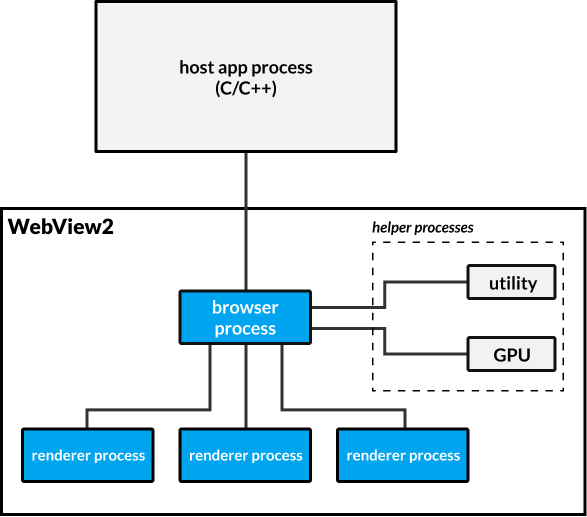 host app process
(C/C++)
WebView2
helper processes
utility
browser
process
GPU
renderer process
renderer process
renderer process